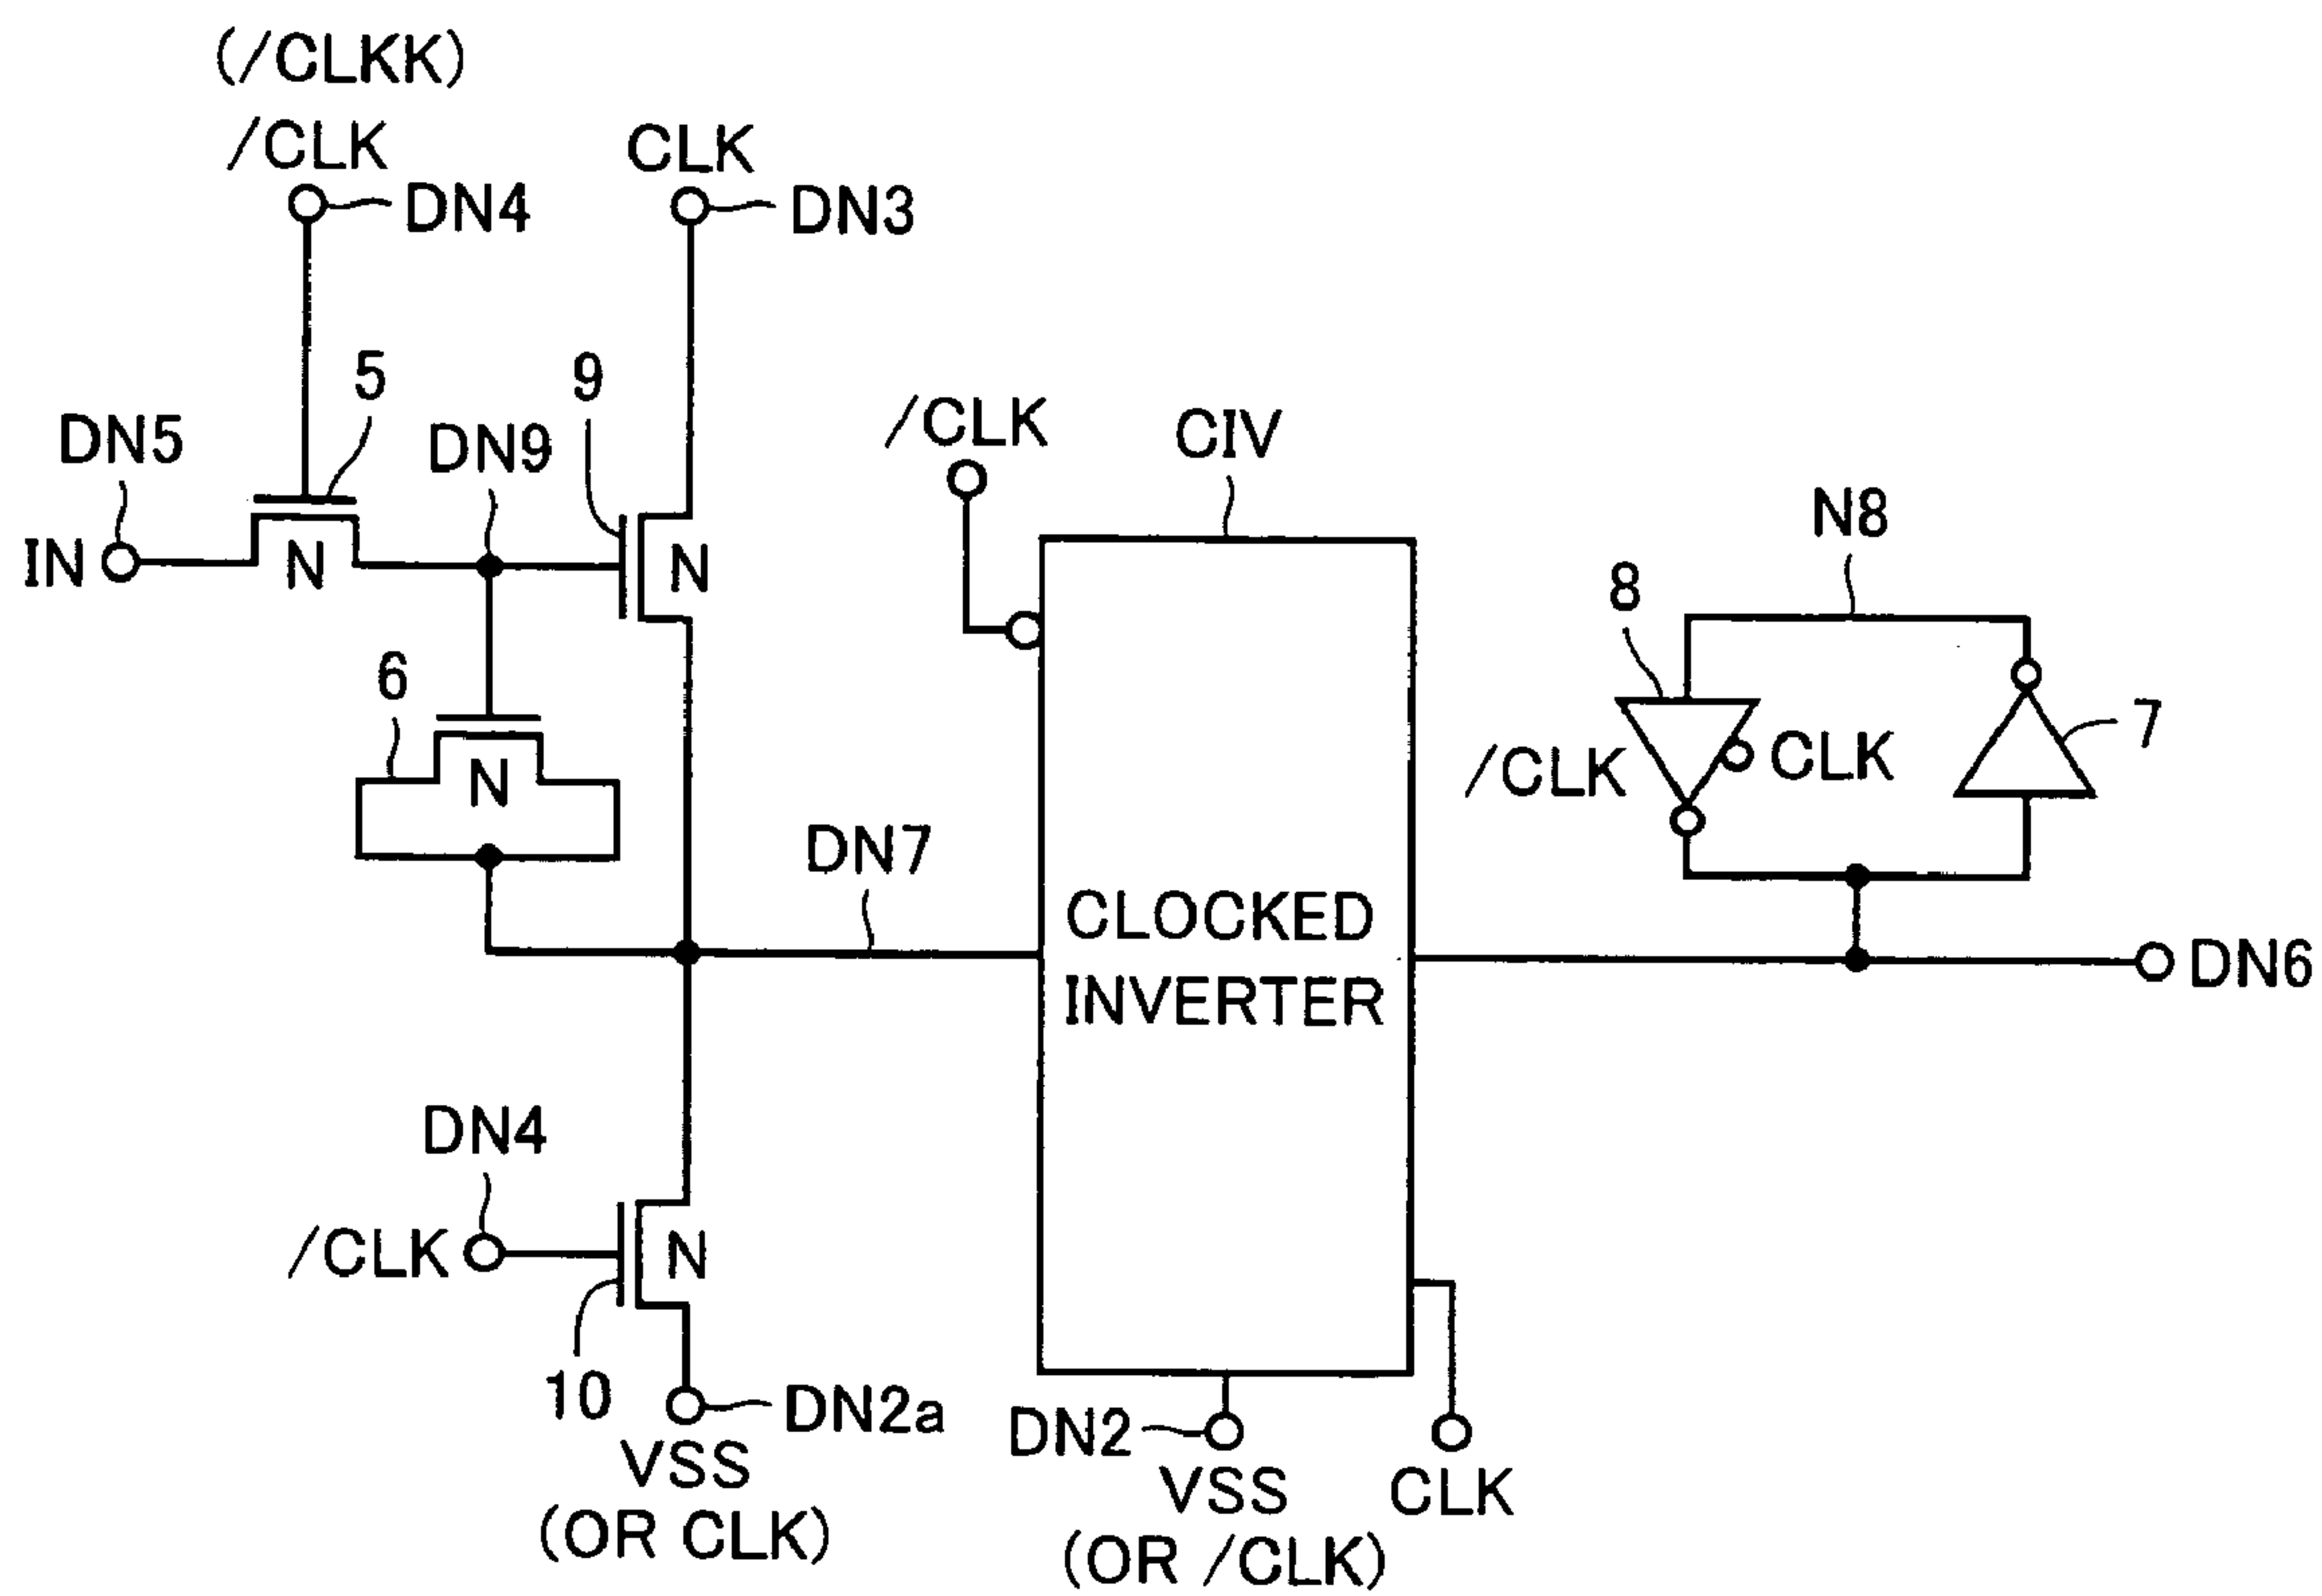 (/CLKK)
/CLK
CLK
DN4
DN3
5
9
DN5
DN9
/CLK
CIV
N8
8
IN
N
N
6
N
/CLK
CLK
7
DN7
CLOCKED
INVERTER
DN6
DN4
/CLK
N
10
DN2a
VSS
(OR CLK)
DN2
VSS
(OR /CLK)
CLK